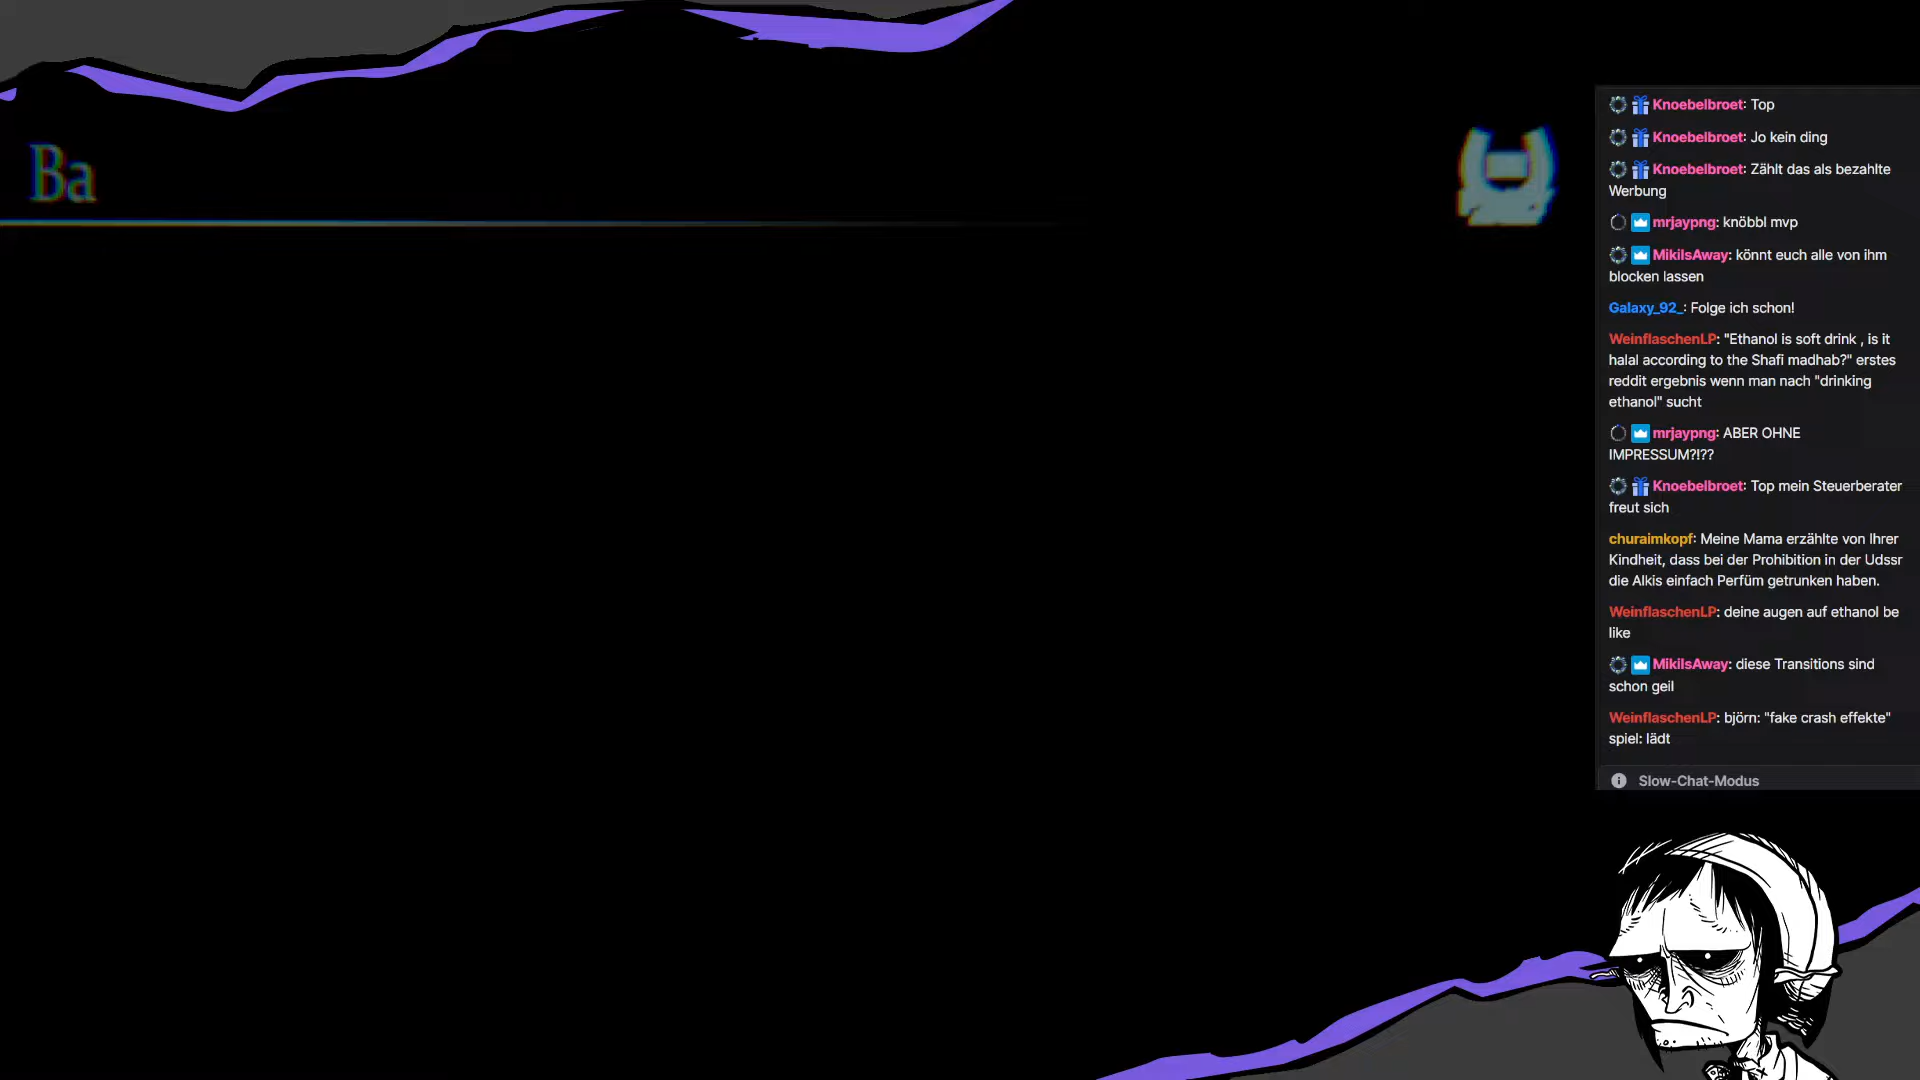 Ba
Knoebelbroet: Top
Knoebelbroet: Jo kein ding
Knoebelbroet: Zählt das als bezahlte
Werbung
mrjaypng: knöbbl mvp
MikiIsAway: könnt euch alle von ihm
blocken lassen
Galaxy_92_: Folge ich schon!
WeinflaschenLP: "Ethanol is soft drink , is it
halal according to the Shafi madhab?" erstes
reddit ergebnis wenn man nach "drinking
ethanol" sucht
mrjaypng: ABER OHNE
IMPRESSUM?!??
Knoebelbroet: Top mein Steuerberater
freut sich
churaimkopf: Meine Mama erzählte von Ihrer
Kindheit, dass bei der Prohibition in der Udssr
die Alkis einfach Perfüm getrunken haben.
WeinflaschenLP: deine augen auf ethanol be
like
MikiIsAway: diese Transitions sind
schon geil
WeinflaschenLP: björn: "fake crash effekte"
spiel: lädt
Slow-Chat-Modus